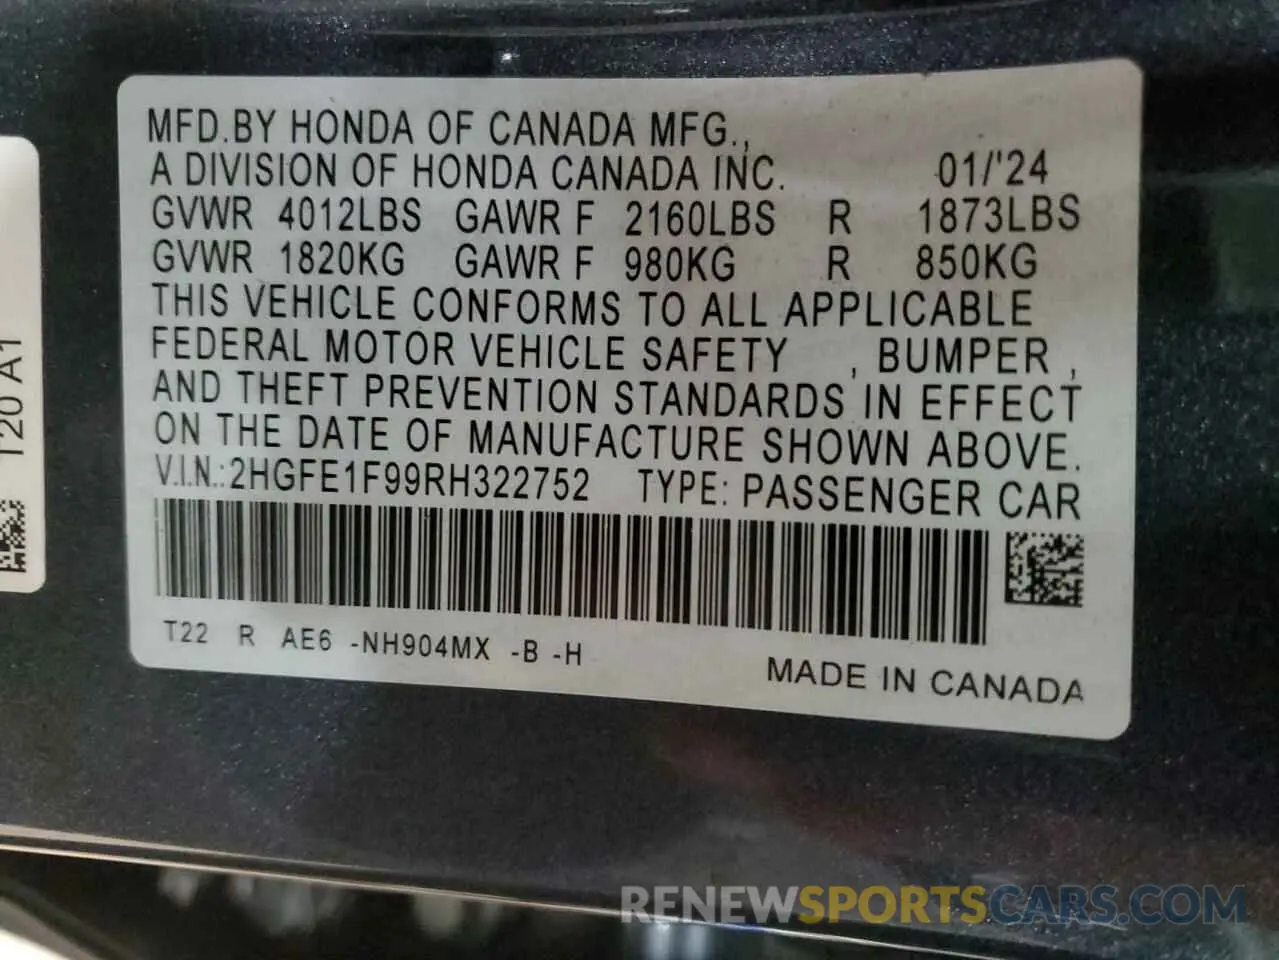 MFD.BY HONDA OF CANADA MFG.,
A DIVISION OF HONDA CANADA INC. 01/'24
GVWR 4012LBS GAWR F 2160LBS R 1873LBS
GVWR 1820KG GAWR F 980KG R 850KG
THIS VEHICLE CONFORMS TO ALL APPLICABLE
FEDERAL MOTOR VEHICLE SAFETY , BUMPER ,
AND THEFT PREVENTION STANDARDS IN EFFECT
ON THE DATE OF MANUFACTURE SHOWN ABOVE.
V.I.N.:2HGFE1F99RH322752 TYPE: PASSENGER CAR
T22 R AE6 -NH904MX -B -H
MADE IN CANADA
T20 A1
RENEWSPORTSCARS.COM